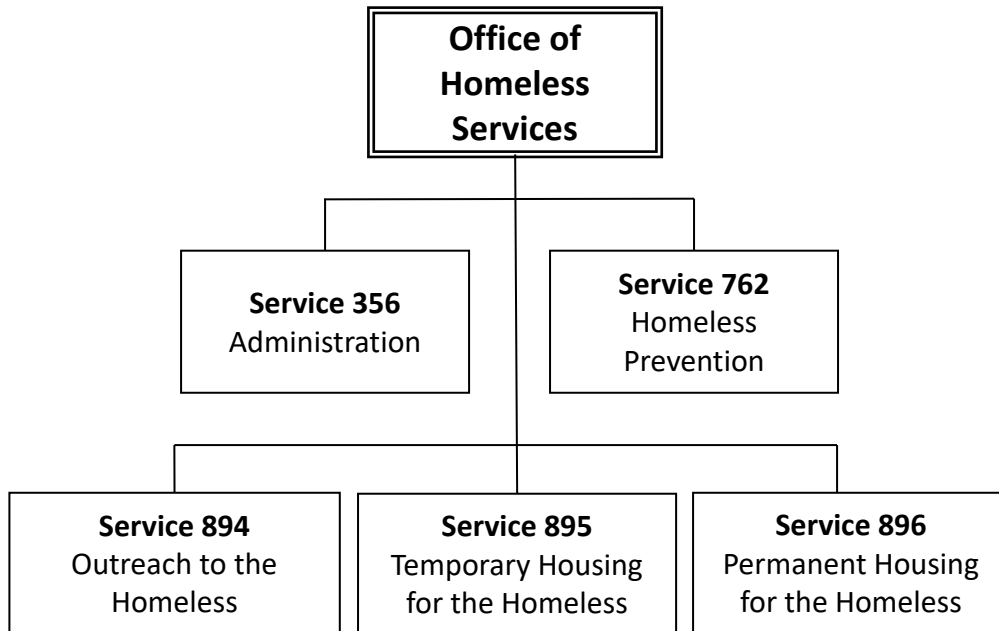 Office of
Homeless
Services
Service 356
Administration
Service 762
Homeless
Prevention
Service 894
Outreach to the
Homeless
Service 895
Temporary Housing
for the Homeless
Service 896
Permanent Housing
for the Homeless